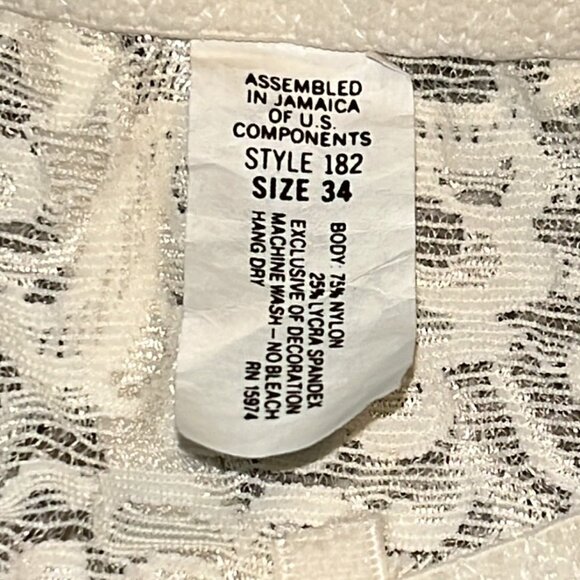 ASSEMBLED
IN JAMAICA
OF U.S.
COMPONENTS
STYLE 182
SIZE 34
BODY: 75% NYLON
25% LYCRA SPANDEX
EXCLUSIVE OF DECORATION
MACHINE WASH – NO BLEACH
HANG DRY
RN 15974